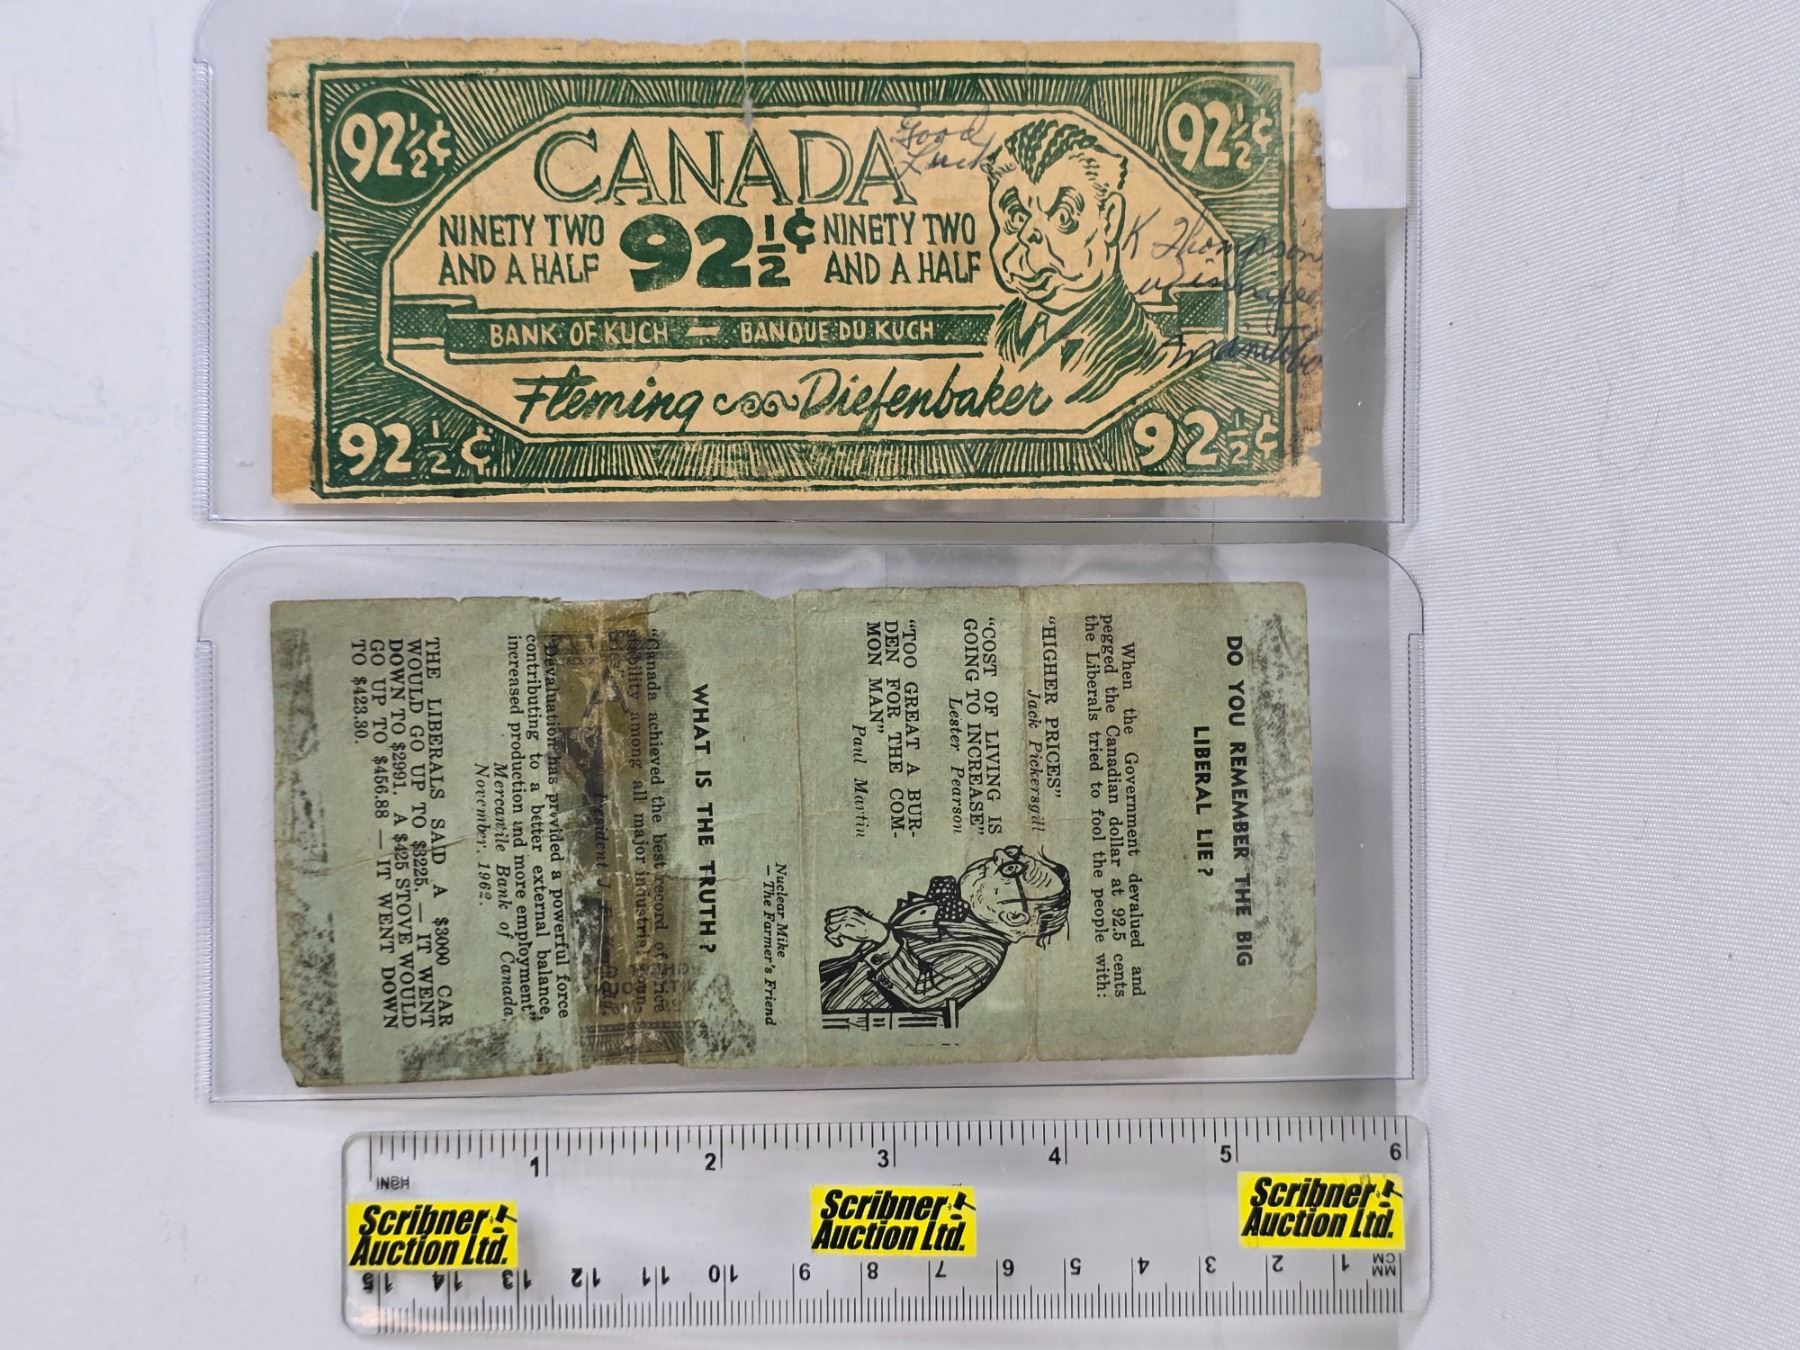 92½¢
92½¢
CANADA
Good
Luck
NINETY TWO
AND A HALF
92½¢
NINETY TWO
AND A HALF
K Thompson
BANK OF KUCH BANQUE DU KUCH
Fleming Diefenbaker
92½¢
92½¢
DO YOU REMEMBER THE BIG
LIBERAL LIE?
When the Government devalued and
pegged the Canadian dollar at 92.5 cents
the Liberals tried to fool the people with:
"HIGHER PRICES"
Jack Pickersgill
"COST OF LIVING IS
GOING TO INCREASE"
Lester Pearson
"TOO GREAT A BUR-
DEN FOR THE COM-
MON MAN"
Paul Martin
Nuclear Mike
— The Farmer's Friend
WHAT IS THE TRUTH?
"Canada achieved the best record of price
stability among all major industrial coun-
"Devaluation has provided a powerful force
contributing to a better external balance,
increased production and more employment"
Mercantile Bank of Canada,
November, 1962.
THE LIBERALS SAID A $3000 CAR
WOULD GO UP TO $3225. — IT WENT
DOWN TO $2991. A $425 STOVE WOULD
GO UP TO $456.88 — IT WENT DOWN
TO $423.30.
1 2 3 4 5 6
INCH
Scribner
Auction Ltd.
Scribner
Auction Ltd.
Scribner
Auction Ltd.
15 14 13 12 11 10 9 8 7 6 5 4 3 2 1
MM
CM